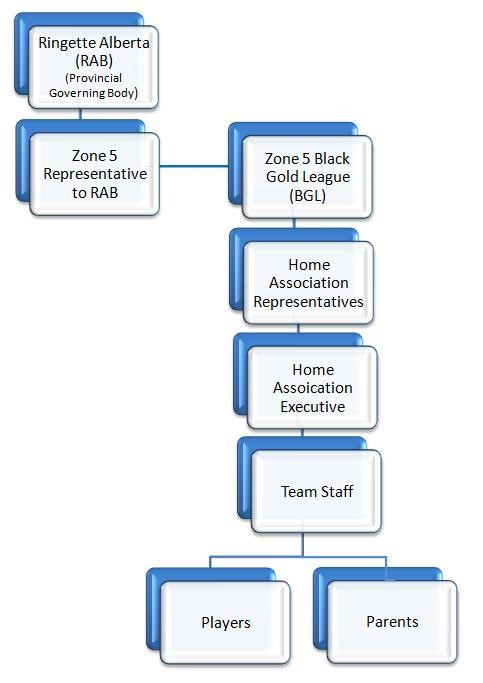 Ringette Alberta
(RAB)
(Provincial
Governing Body)
Zone 5
Representative
to RAB
Zone 5 Black
Gold League
(BGL)
Home
Association
Representatives
Home
Assoication
Executive
Team Staff
Players
Parents